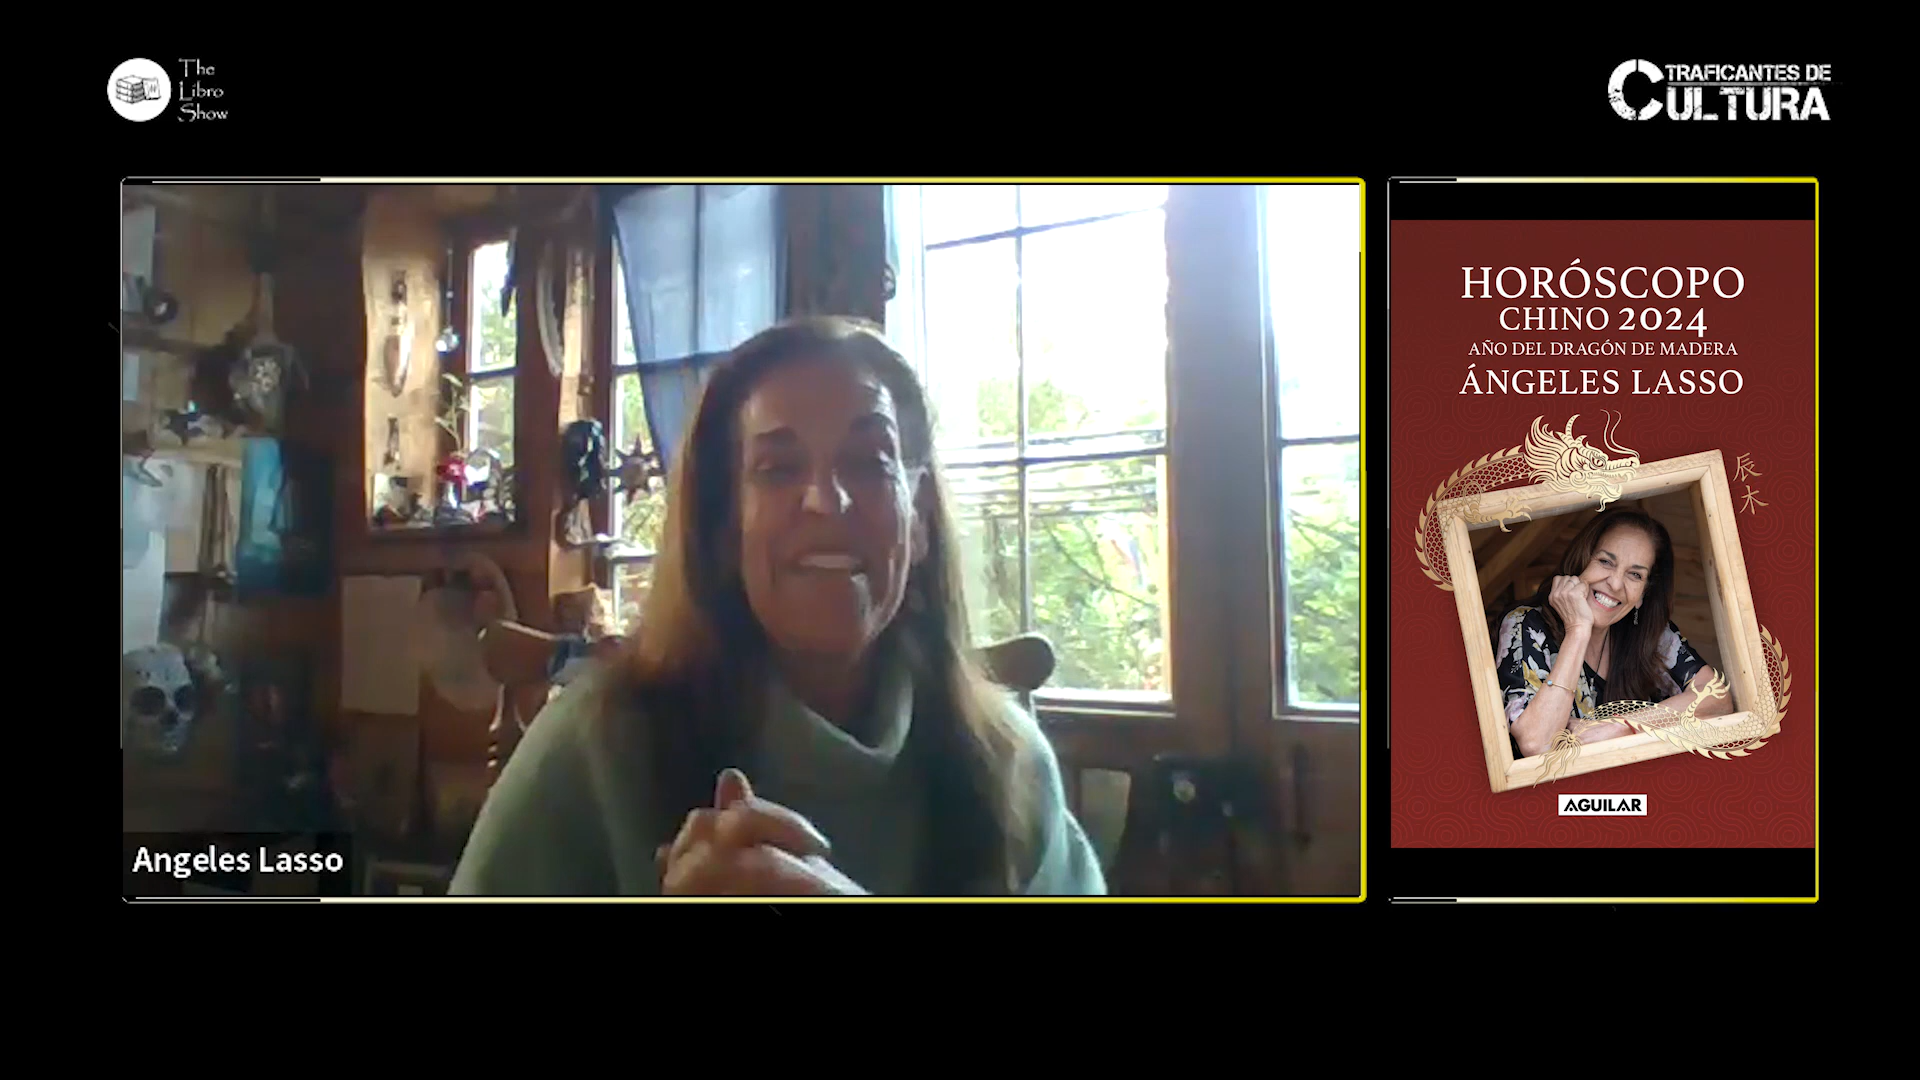 The
Libro
Show
TRAFICANTES DE
CULTURA
Angeles Lasso
HORÓSCOPO
CHINO 2024
AÑO DEL DRAGÓN DE MADERA
ÁNGELES LASSO
辰
木
AGUILAR